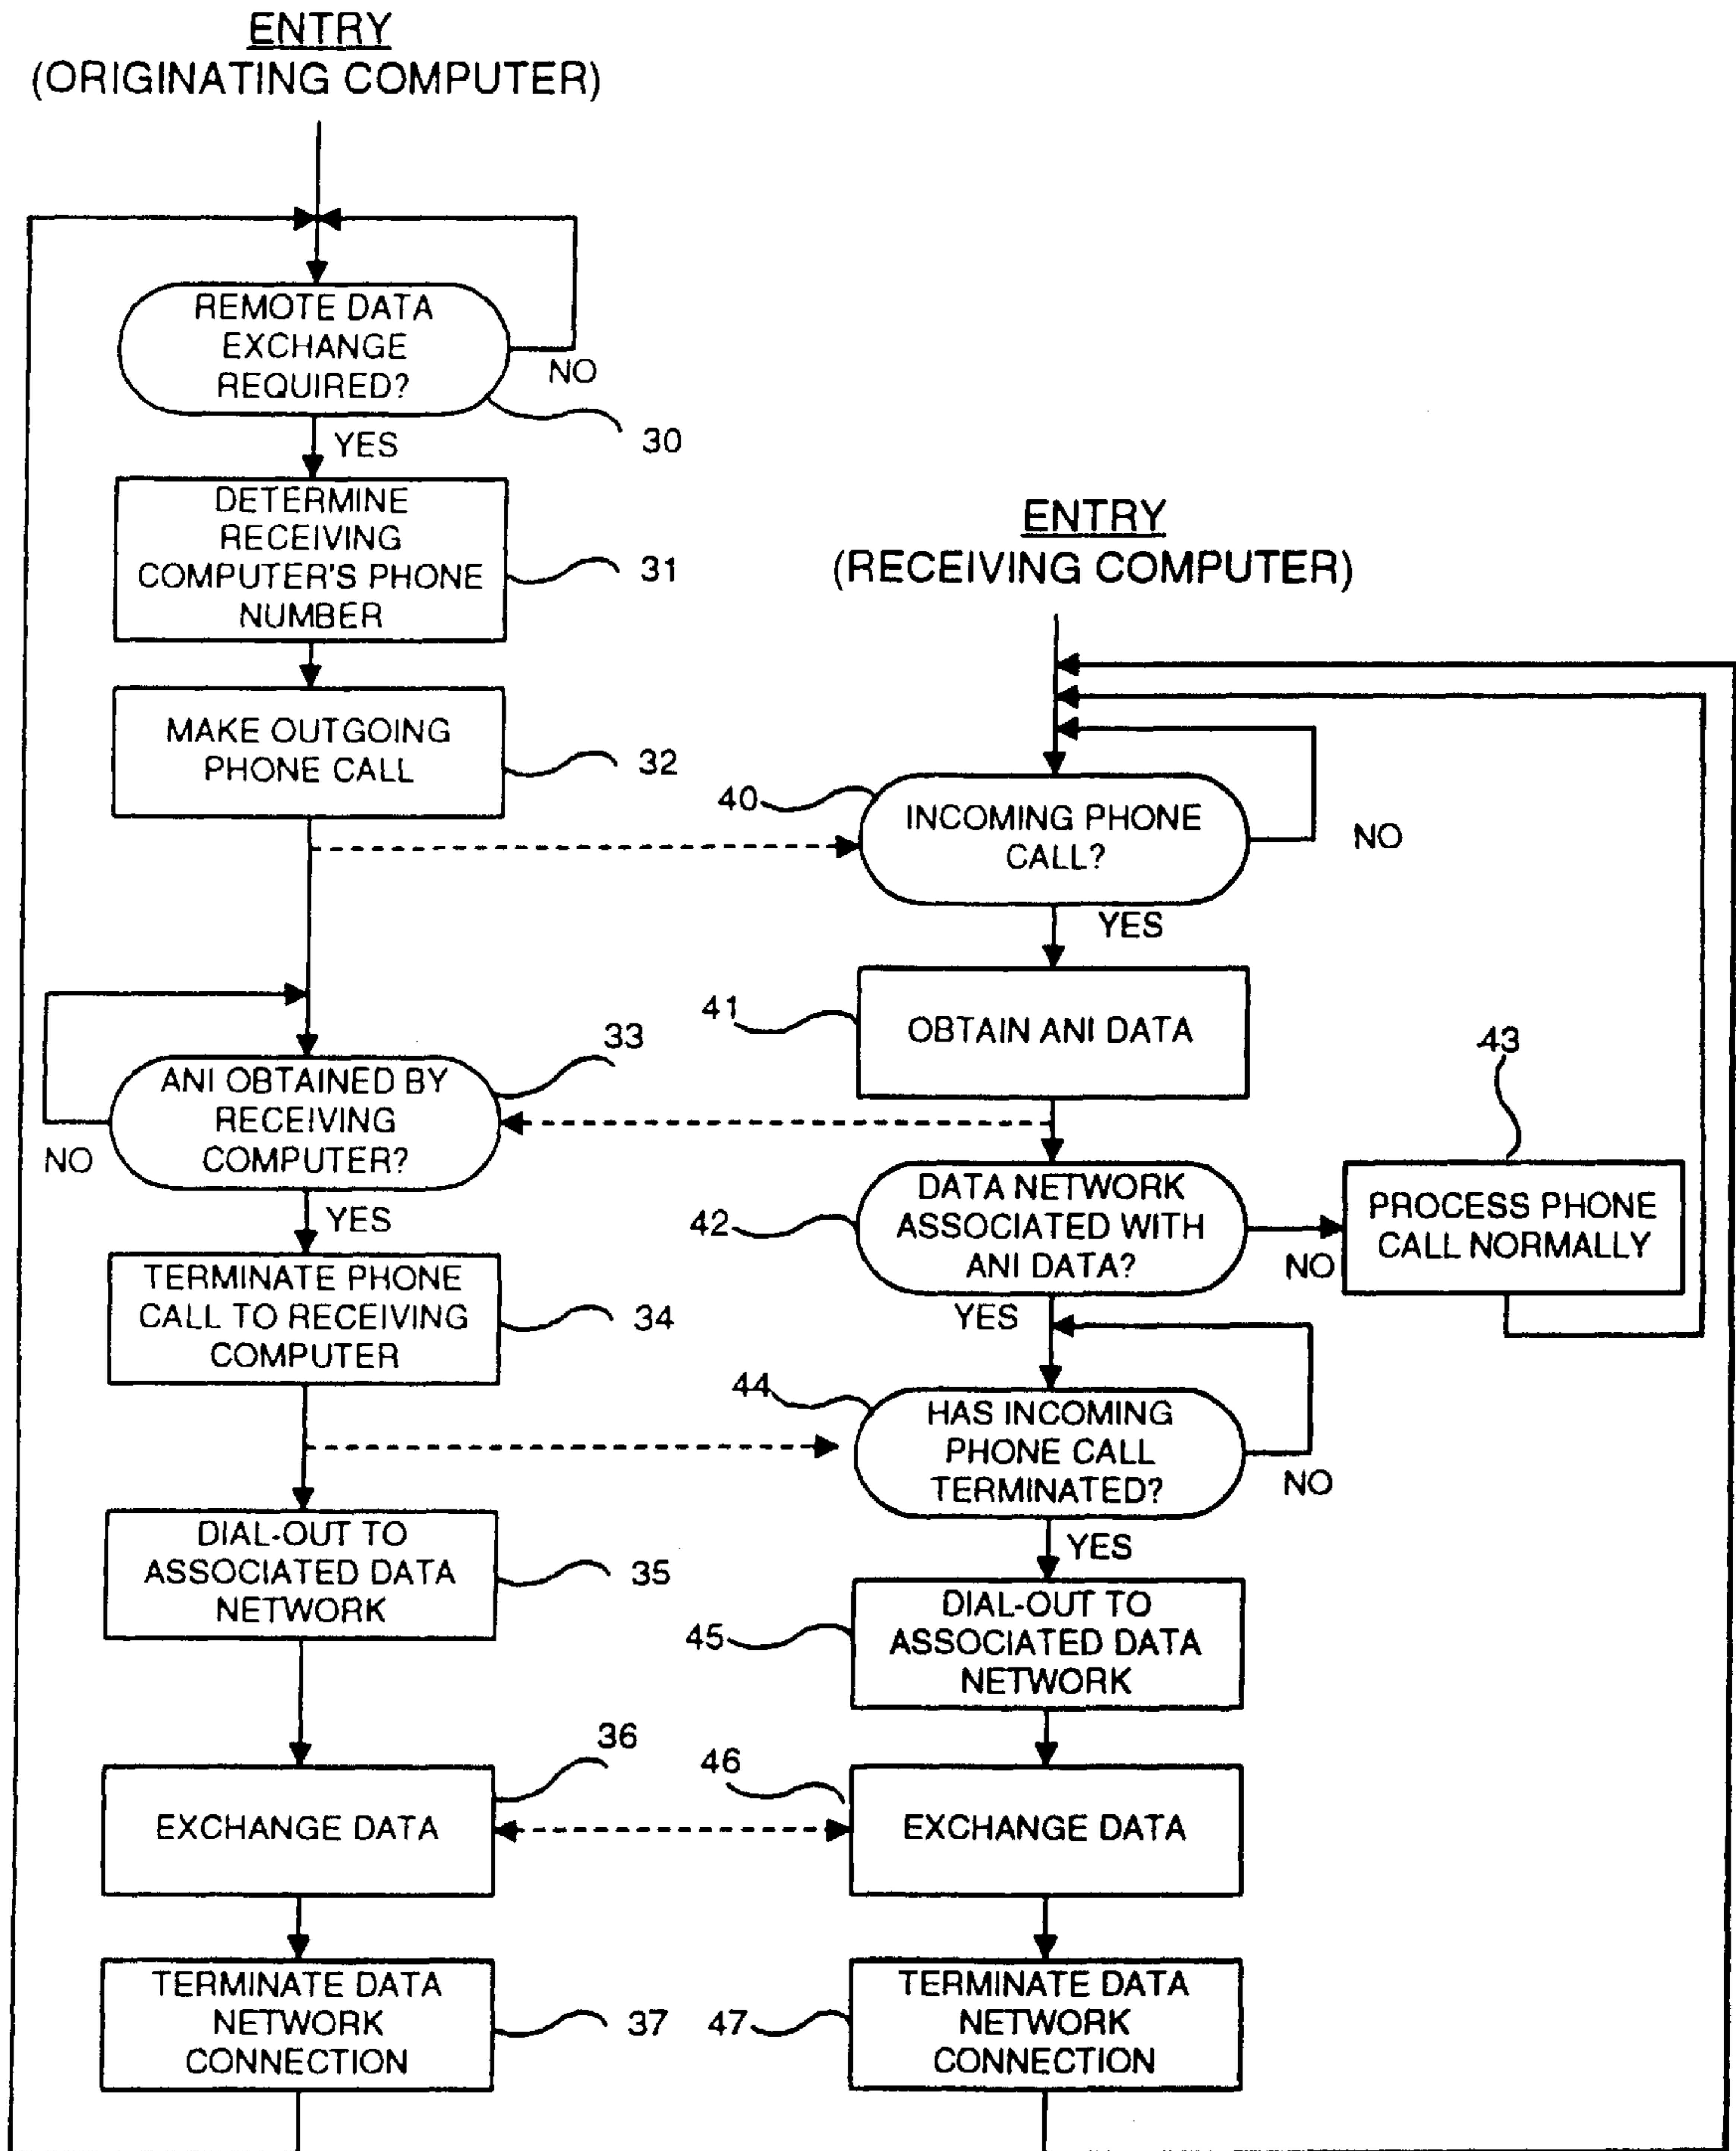 ENTRY
(ORIGINATING COMPUTER)
REMOTE DATA
EXCHANGE
REQUIRED?
NO
30
YES
DETERMINE
RECEIVING
COMPUTER'S PHONE
NUMBER
31
MAKE OUTGOING
PHONE CALL
32
33
ANI OBTAINED BY
RECEIVING
COMPUTER?
NO
YES
TERMINATE PHONE
CALL TO RECEIVING
COMPUTER
34
DIAL-OUT TO
ASSOCIATED DATA
NETWORK
35
36
EXCHANGE DATA
TERMINATE DATA
NETWORK
CONNECTION
37
ENTRY
(RECEIVING COMPUTER)
40
INCOMING PHONE
CALL?
NO
YES
41
OBTAIN ANI DATA
42
DATA NETWORK
ASSOCIATED WITH
ANI DATA?
NO
43
PROCESS PHONE
CALL NORMALLY
YES
44
HAS INCOMING
PHONE CALL
TERMINATED?
NO
YES
45
DIAL-OUT TO
ASSOCIATED DATA
NETWORK
46
EXCHANGE DATA
47
TERMINATE DATA
NETWORK
CONNECTION